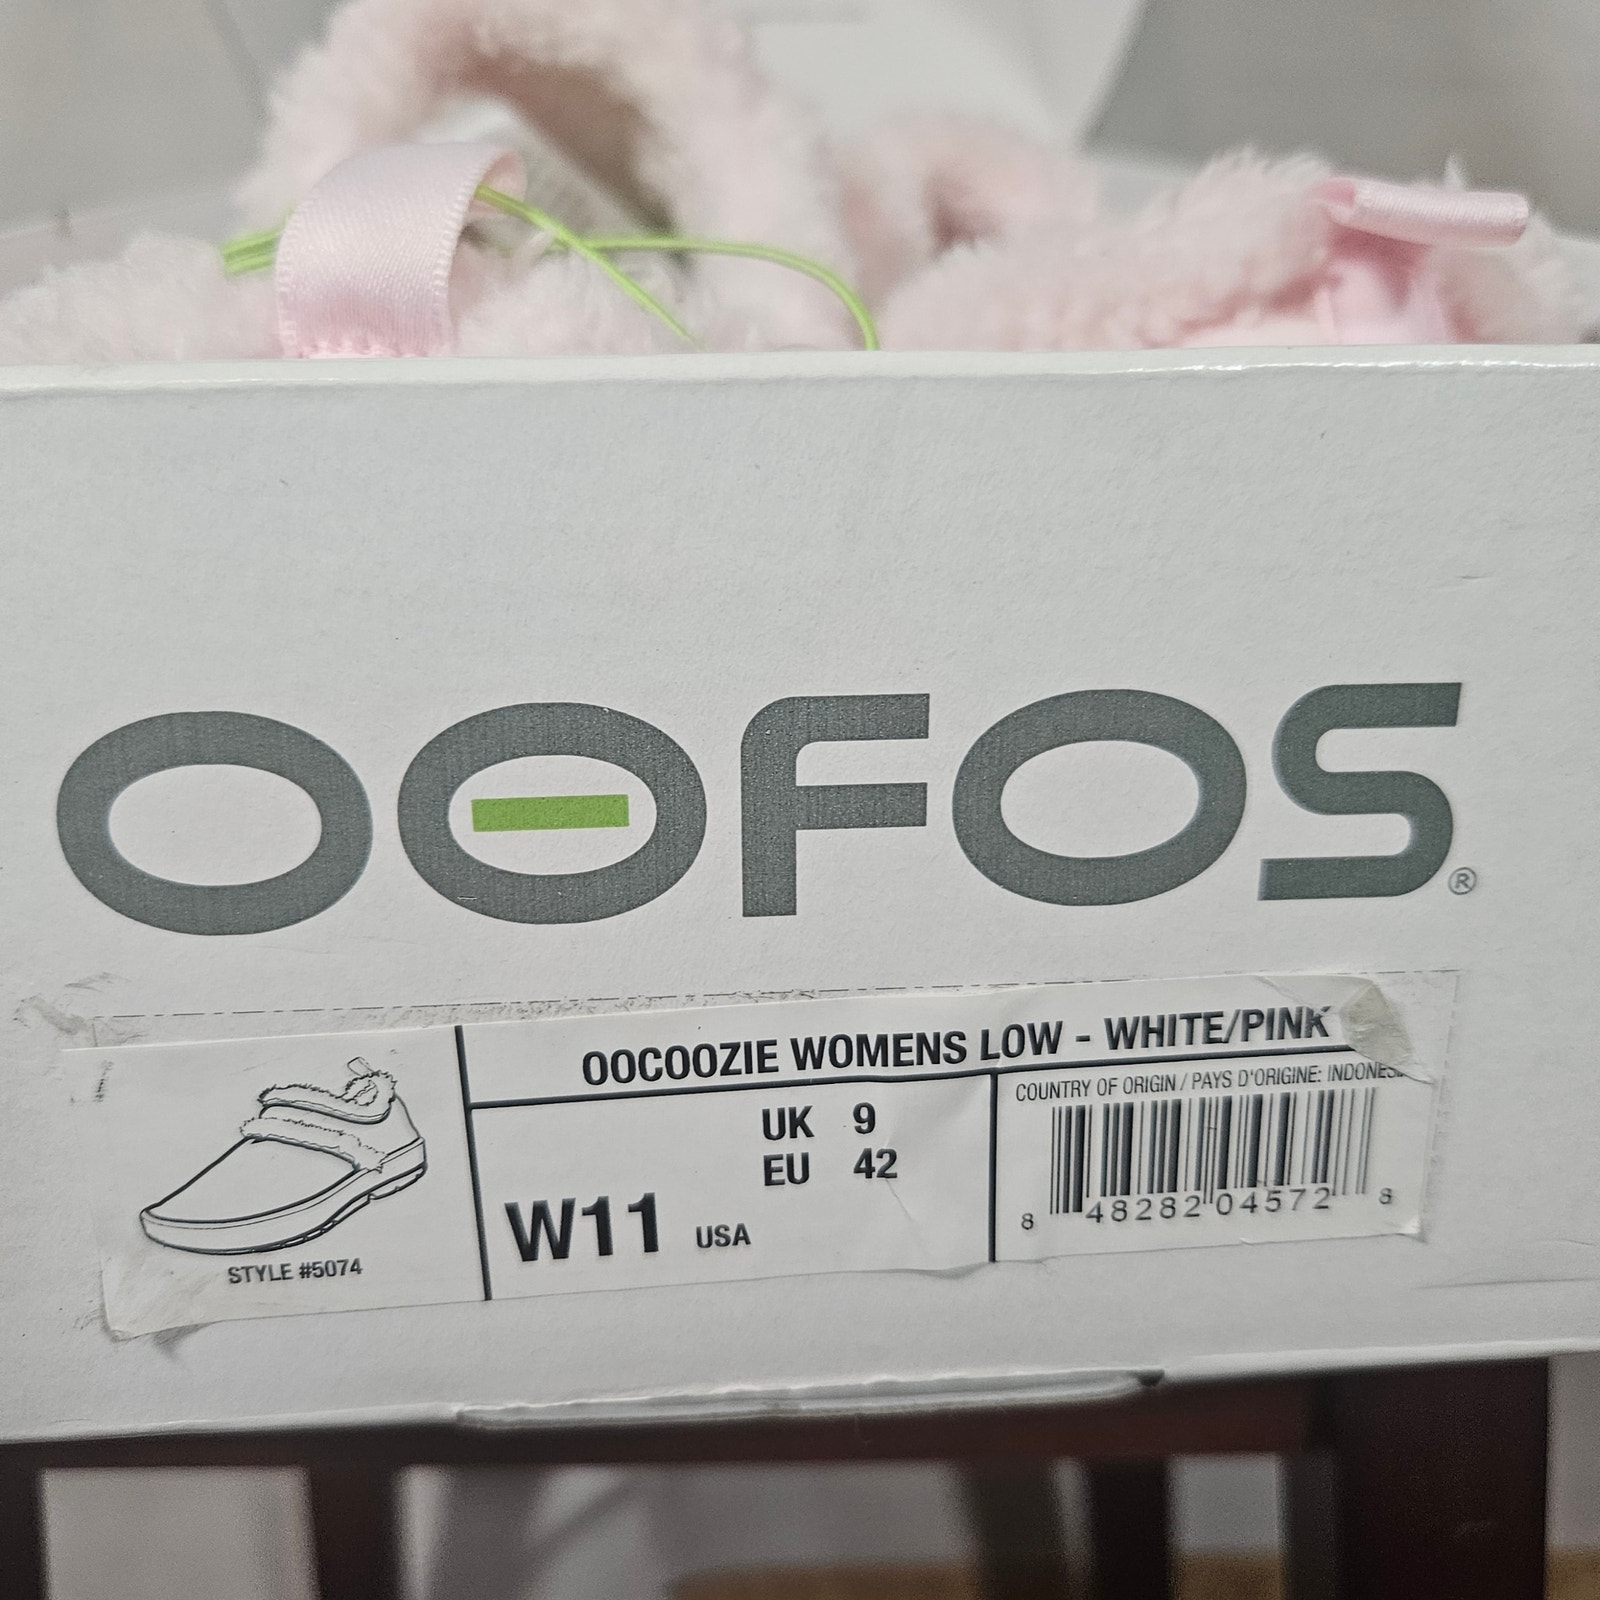 OOFOS®
OOCOOZIE WOMENS LOW - WHITE/PINK
COUNTRY OF ORIGIN / PAYS D'ORIGINE:
UK 9
EU 42
W11 USA
8 48282 04572 8
STYLE #5074